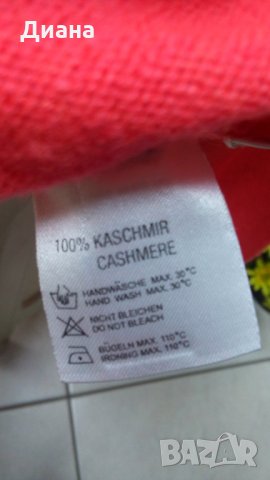 Диана
100% KASCHMIR
CASHMERE
HANDWÄSCHE MAX. 30°C
HAND WASH MAX. 30°C
NICHT BLEICHEN
DO NOT BLEACH
BÜGELN MAX. 110°C
IRONING MAX. 110°C
BAZAR